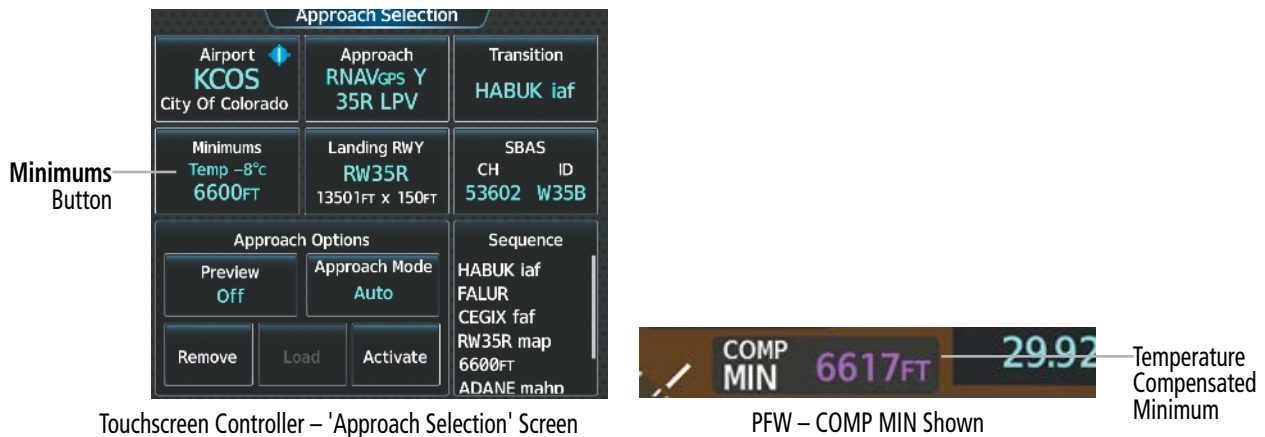 Approach Selection
Airport
KCOS
City Of Colorado
Approach
RNAVGPS Y
35R LPV
Transition
HABUK iaf
Minimums
Button
Minimums
Temp –8°C
6600FT
Landing RWY
RW35R
13501FT x 150FT
SBAS
CH ID
53602 W35B
Approach Options
Preview
Off
Approach Mode
Auto
Remove
Load
Activate
Sequence
HABUK iaf
FALUR
CEGIX faf
RW35R map
6600FT
ADANE mahp
Touchscreen Controller – 'Approach Selection' Screen
COMP
MIN
6617FT
29.92
Temperature
Compensated
Minimum
PFW – COMP MIN Shown